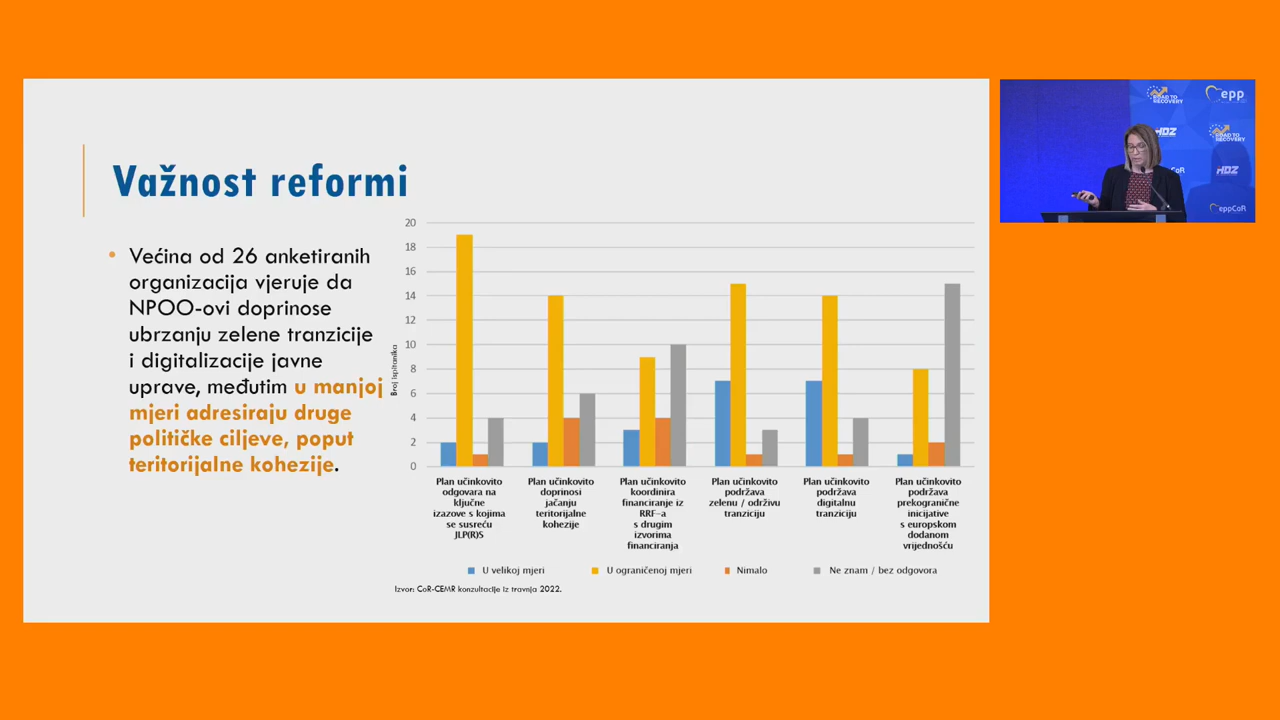 Važnost reformi
• Većina od 26 anketiranih
organizacija vjeruje da
NPOO-ovi doprinose
ubrzanju zelene tranzicije
i digitalizacije javne
uprave, međutim u manjoj
mjeri adresiraju druge
političke ciljeve, poput
teritorijalne kohezije.
Broj ispitanika
20
18
16
14
12
10
8
6
4
2
0
Plan učinkovito
odgovara na
ključne
izazove s kojima
se susreću
JLP(R)S
Plan učinkovito
doprinosi
jačanju
teritorijalne
kohezije
Plan učinkovito
koordinira
financiranje iz
RRF-a
s drugim
izvorima
financiranja
Plan učinkovito
podržava
zelenu / održivu
tranziciju
Plan učinkovito
podržava
digitalnu
tranziciju
Plan učinkovito
podržava
prekogranične
inicijative
s europskom
dodanom
vrijednošću
U velikoj mjeri
U ograničenoj mjeri
Nimalo
Ne znam / bez odgovora
Izvor: CoR-CEMR konzultacije iz travnja 2022.
ROAD TO
RECOVERY
epp
HDZ
ROAD TO
RECOVERY
CoR
HDZ
eppCoR